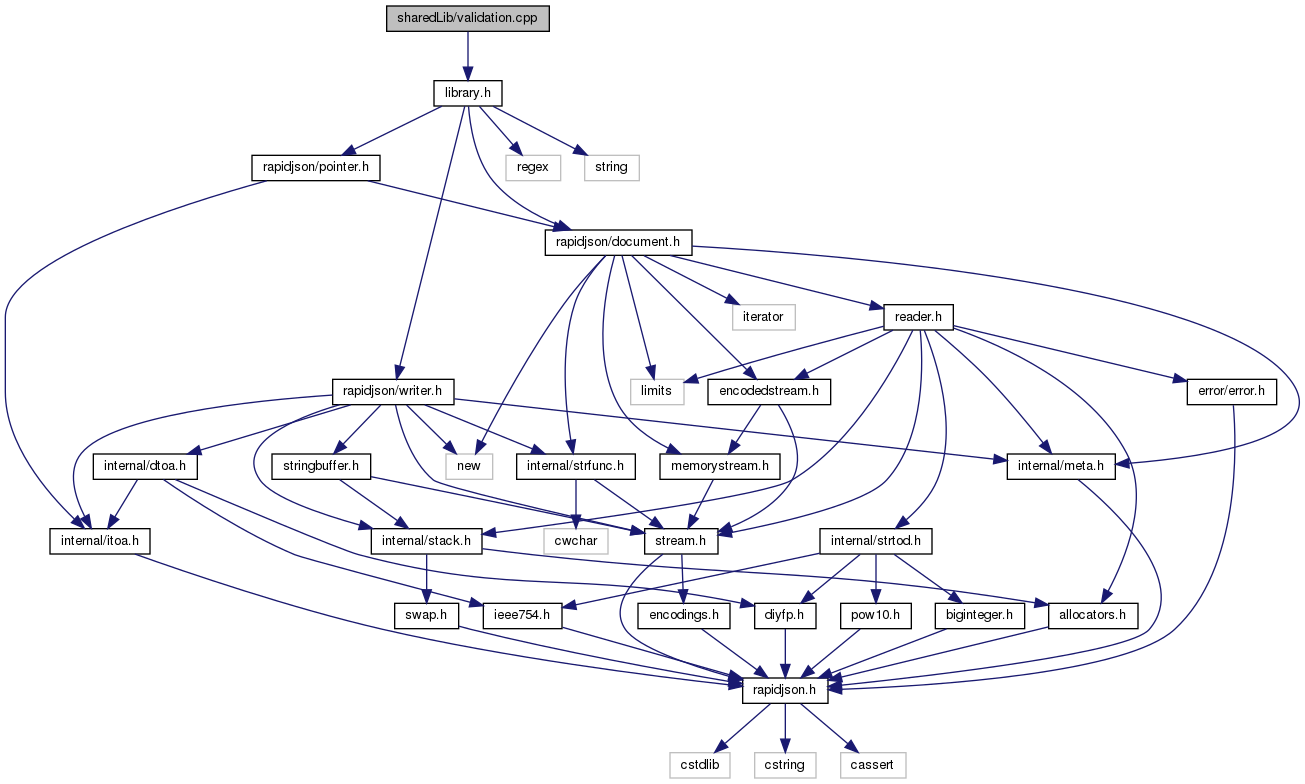 sharedLib/validation.cpp
library.h
rapidjson/pointer.h
regex
string
rapidjson/document.h
iterator
reader.h
rapidjson/writer.h
limits
encodedstream.h
error/error.h
internal/dtoa.h
stringbuffer.h
new
internal/strfunc.h
memorystream.h
internal/meta.h
internal/itoa.h
internal/stack.h
cwchar
stream.h
internal/strtod.h
swap.h
ieee754.h
encodings.h
diyfp.h
pow10.h
biginteger.h
allocators.h
rapidjson.h
cstdlib
cstring
cassert